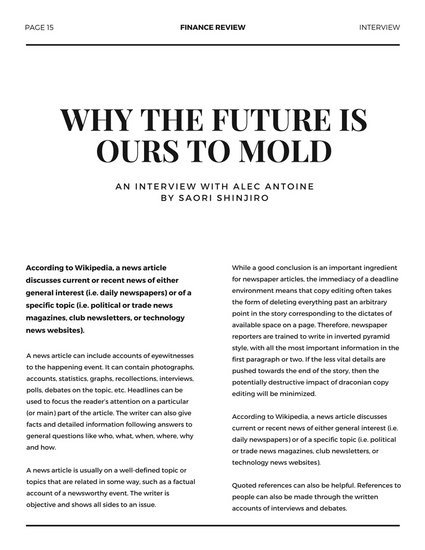 PAGE 15
FINANCE REVIEW
INTERVIEW
WHY THE FUTURE IS
OURS TO MOLD
AN INTERVIEW WITH ALEC ANTOINE
BY SAORI SHINJIRO
According to Wikipedia, a news article
discusses current or recent news of either
general interest (i.e. daily newspapers) or of a
specific topic (i.e. political or trade news
magazines, club newsletters, or technology
news websites).
A news article can include accounts of eyewitnesses
to the happening event. It can contain photographs,
accounts, statistics, graphs, recollections, interviews,
polls, debates on the topic, etc. Headlines can be
used to focus the reader's attention on a particular
(or main) part of the article. The writer can also give
facts and detailed information following answers to
general questions like who, what, when, where, why
and how.
A news article is usually on a well-defined topic or
topics that are related in some way, such as a factual
account of a newsworthy event. The writer is
objective and shows all sides to an issue.
While a good conclusion is an important ingredient
for newspaper articles, the immediacy of a deadline
environment means that copy editing often takes
the form of deleting everything past an arbitrary
point in the story corresponding to the dictates of
available space on a page. Therefore, newspaper
reporters are trained to write in inverted pyramid
style, with all the most important information in the
first paragraph or two. If the less vital details are
pushed towards the end of the story, then the
potentially destructive impact of draconian copy
editing will be minimized.
According to Wikipedia, a news article discusses
current or recent news of either general interest (i.e.
daily newspapers) or of a specific topic (i.e. political
or trade news magazines, club newsletters, or
technology news websites).
Quoted references can also be helpful. References to
people can also be made through the written
accounts of interviews and debates.